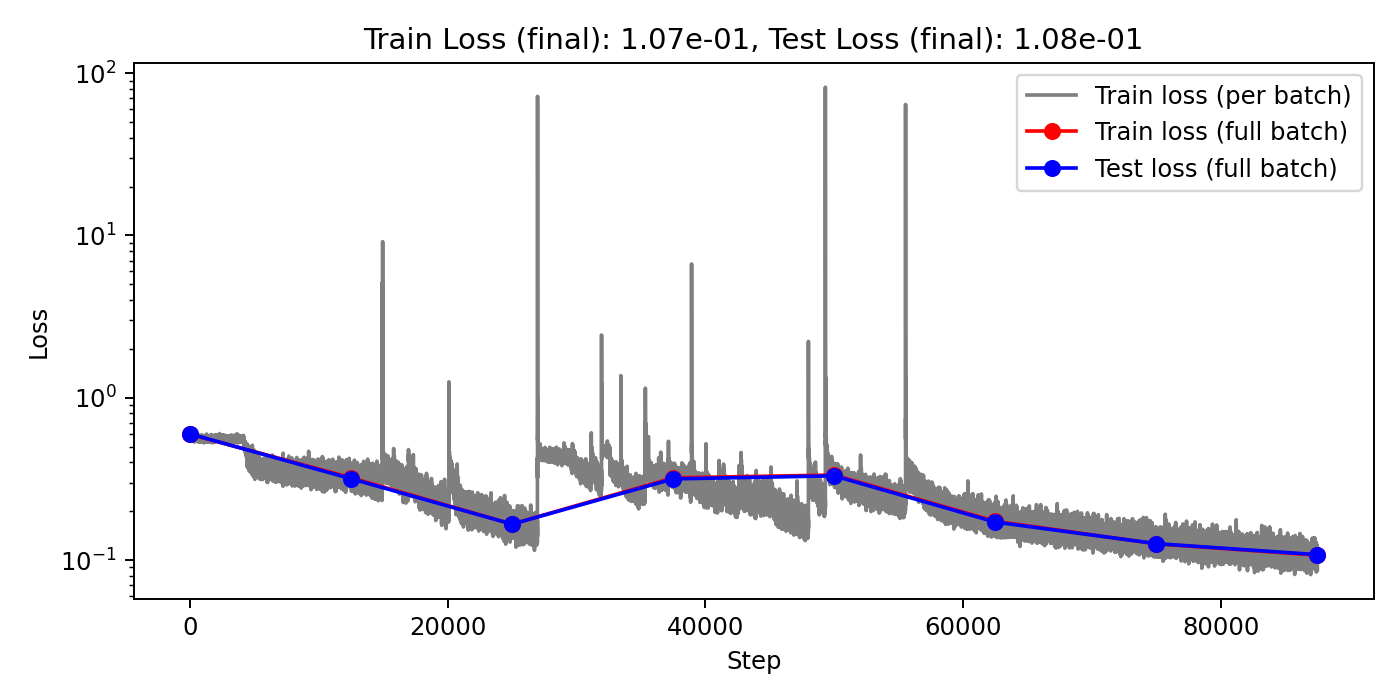 Train Loss (final): 1.07e-01, Test Loss (final): 1.08e-01
10²
10¹
10⁰
10⁻¹
Loss
Train loss (per batch)
Train loss (full batch)
Test loss (full batch)
0 20000 40000 60000 80000
Step